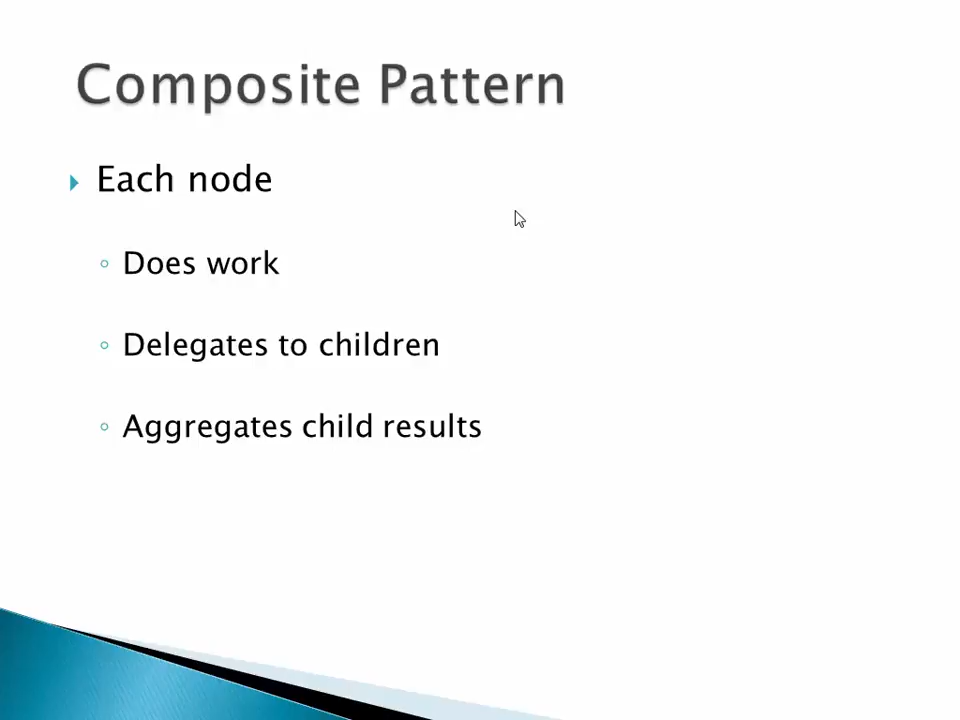 Composite Pattern
Each node
Does work
Delegates to children
Aggregates child results